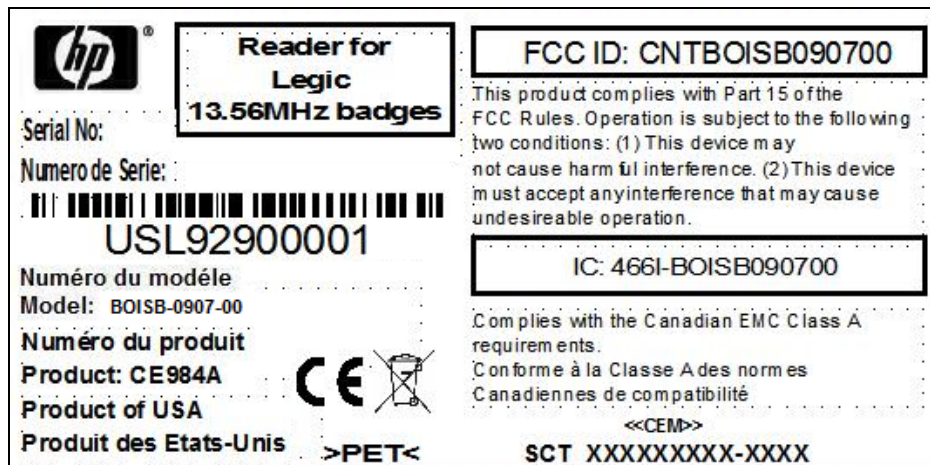 hp ®
Reader for
Legic
13.56MHz badges
Serial No:
Numero de Serie:
USL92900001
Numéro du modéle
Model: BOISB-0907-00
Numéro du produit
Product: CE984A
Product of USA
Produit des Etats-Unis
CE
>PET<
FCC ID: CNTBOISB090700
This product complies with Part 15 of the
FCC Rules. Operation is subject to the following
two conditions: (1) This device may
not cause harmful interference. (2) This device
must accept any interference that may cause
undesireable operation.
IC: 466I-BOISB090700
Complies with the Canadian EMC Class A
requirements.
Conforme à la Classe A des normes
Canadiennes de compatibilité
<<CEM>>
SCT XXXXXXXXX-XXXX